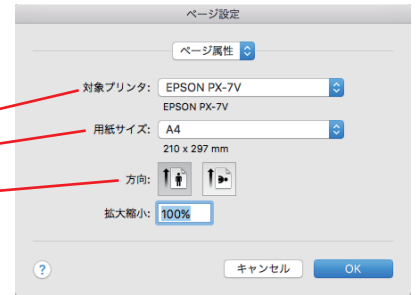 ページ設定
ページ属性
対象プリンタ: EPSON PX-7V
EPSON PX-7V
用紙サイズ: A4
210 x 297 mm
方向:
拡大縮小: 100%
? キャンセル OK